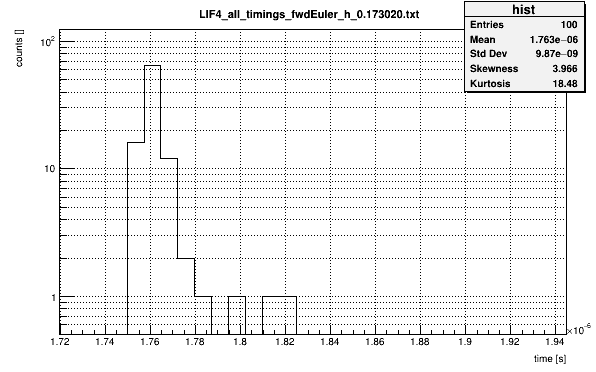 LIF4_all_timings_fwdEuler_h_0.173020.txt
hist
Entries 100
Mean 1.763e−06
Std Dev 9.87e−09
Skewness 3.966
Kurtosis 18.48
counts []
10²
10
1
1.72 1.74 1.76 1.78 1.8 1.82 1.84 1.86 1.88 1.9 1.92 1.94
×10⁻⁶
time [s]